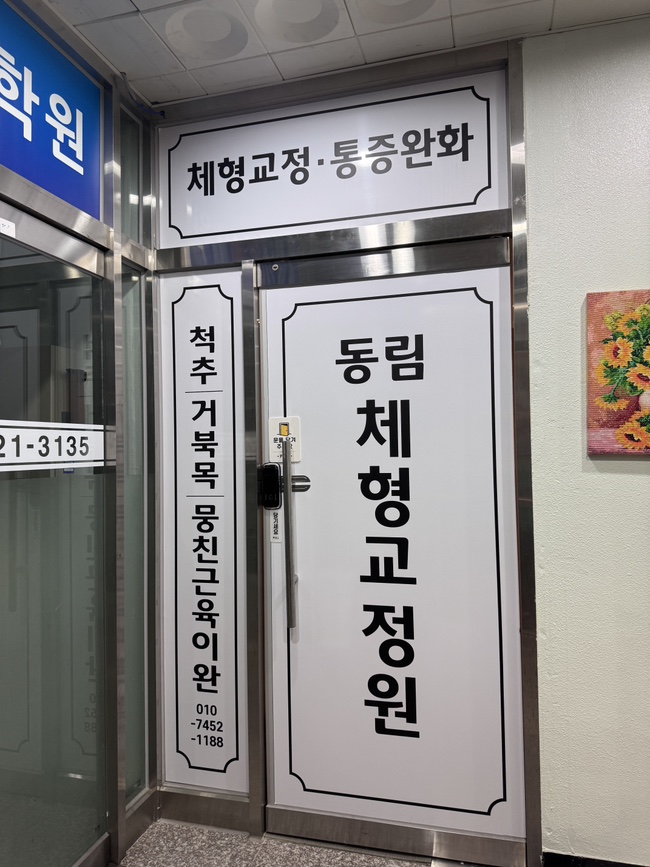 학원
체형교정·통증완화
척추
거북목
뭉친근육이완
010
-7452
-1188
동림
체형교정원
21-3135